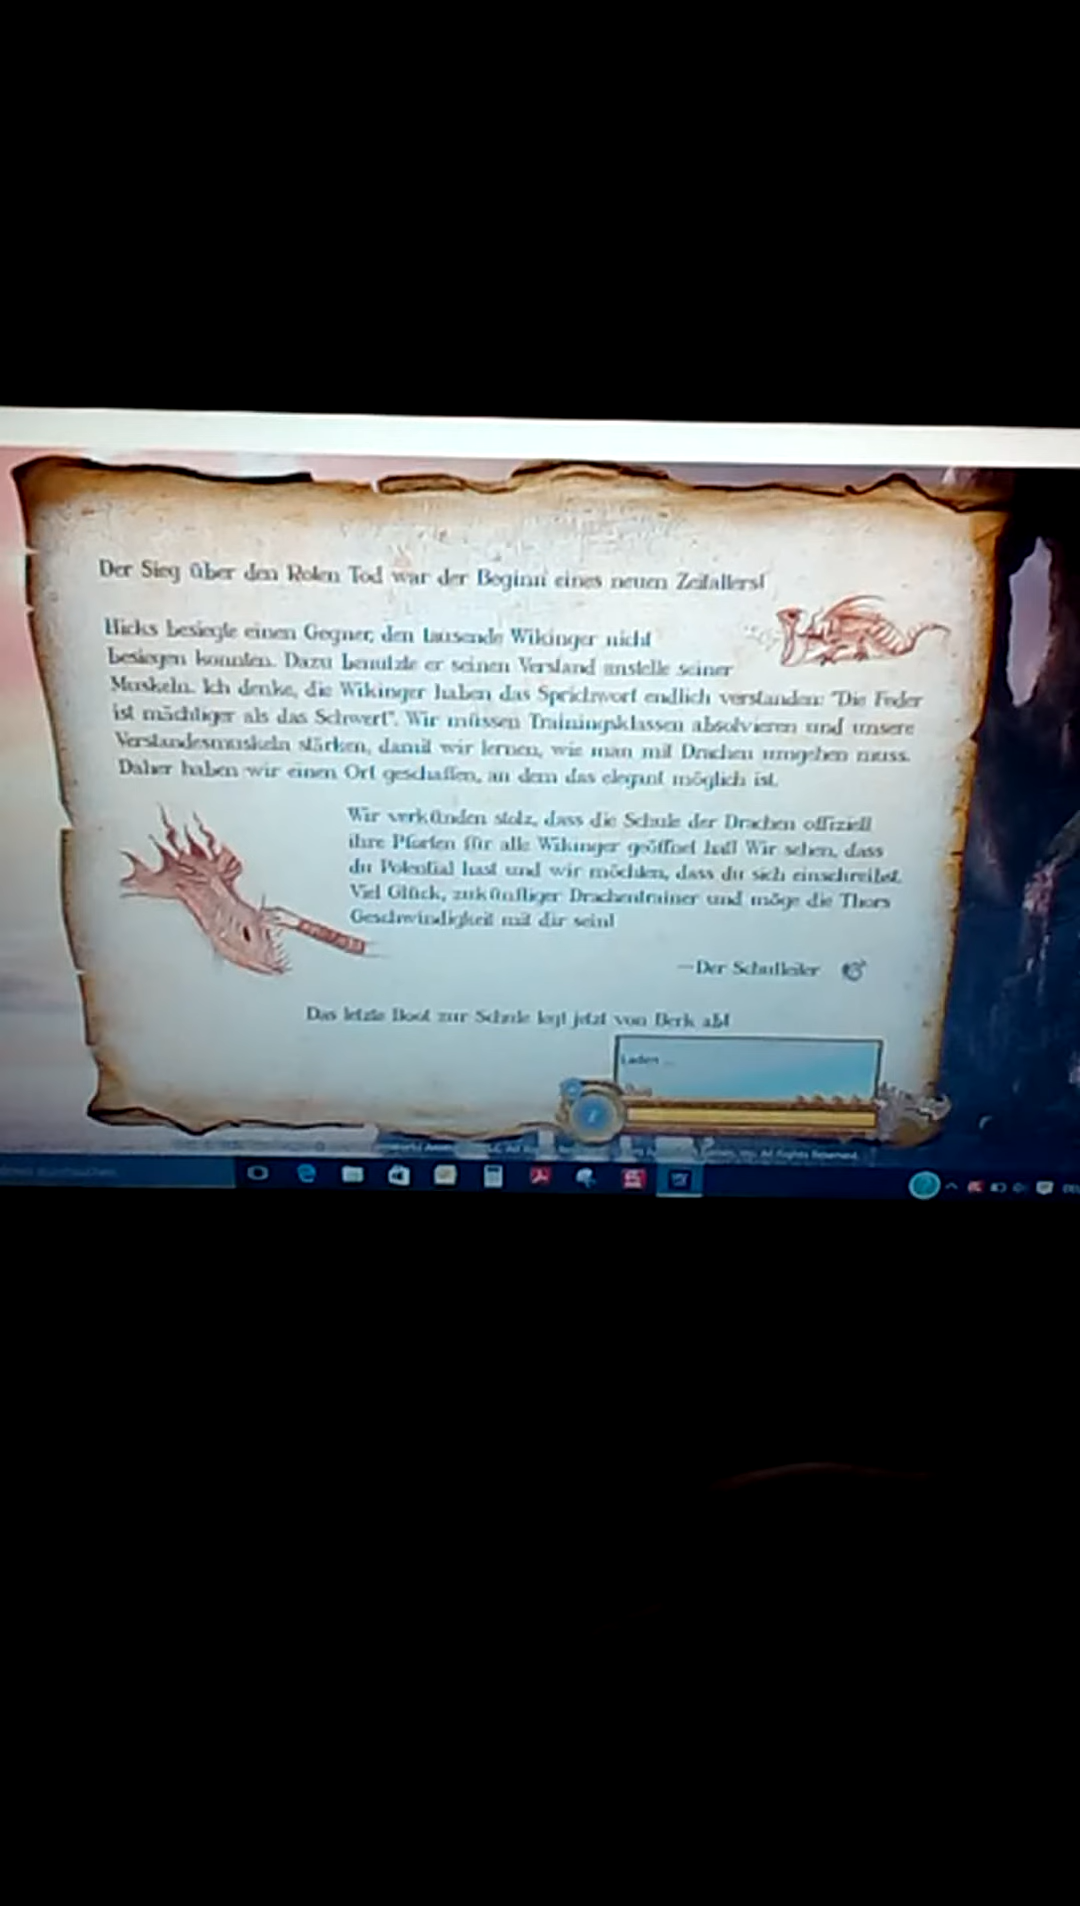 Der Sieg über den Roten Tod war der Beginn eines neuen Zeitalters!
Hicks besiegte einen Gegner, den tausende Wikinger nicht
besiegen konnten. Dazu benutzte er seinen Verstand anstelle seiner
Muskeln. Ich denke, die Wikinger haben das Sprichwort endlich verstanden: "Die Feder
ist mächtiger als das Schwert". Wir müssen Trainingsklassen absolvieren und unsere
Verstandesmuskeln stärken, damit wir lernen, wie man mit Drachen umgehen muss.
Daher haben wir einen Ort geschaffen, an dem das elegant möglich ist.
Wir verkünden stolz, dass die Schule der Drachen offiziell
ihre Pforten für alle Wikinger geöffnet hat! Wir sehen, dass
du Potential hast und wir möchten, dass du sich einschreibst.
Viel Glück, zukünftiger Drachentrainer und möge die Thors
Geschwindigkeit mit dir sein!
—Der Schulleiter
Das letzte Boot zur Schule legt jetzt von Berk ab!
Laden ...
All Rights Reserved.